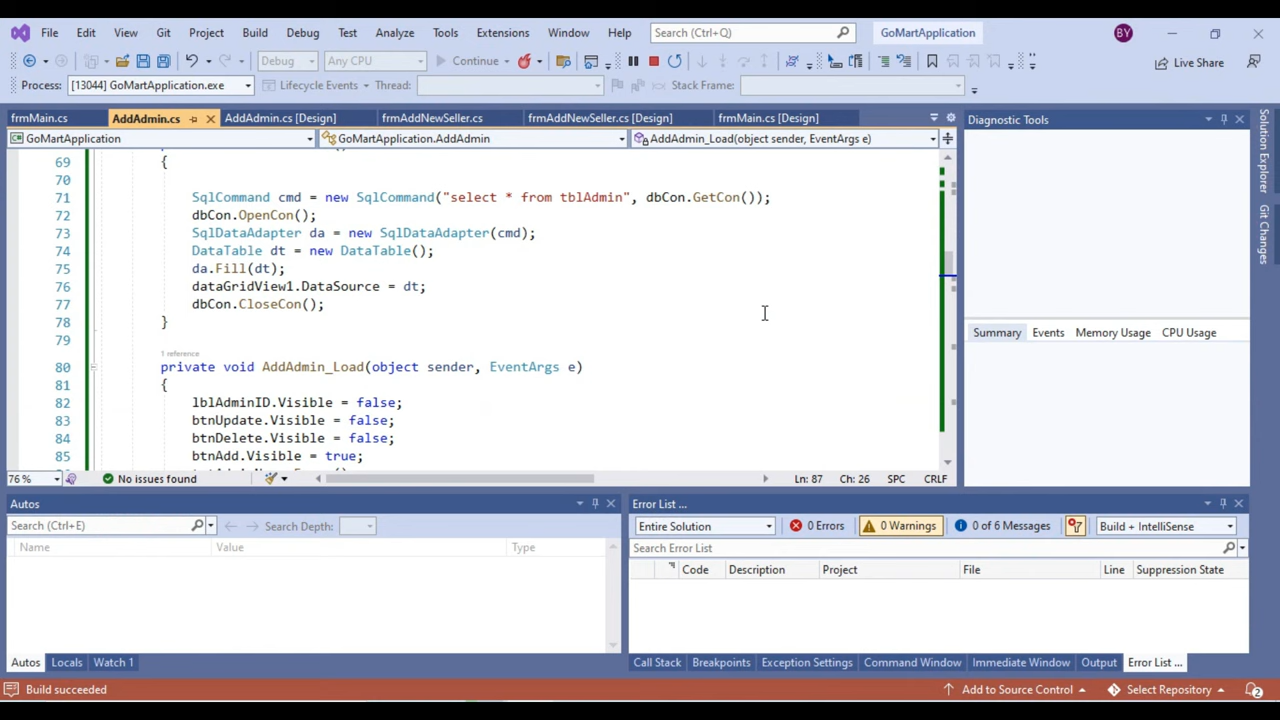 File Edit View Git Project Build Debug Test Analyze Tools Extensions Window Help Search (Ctrl+Q) GoMartApplication BY
Debug Any CPU Continue Live Share
Process: [13044] GoMartApplication.exe Lifecycle Events Thread: Stack Frame:
frmMain.cs AddAdmin.cs AddAdmin.cs [Design] frmAddNewSeller.cs frmAddNewSeller.cs [Design] frmMain.cs [Design] Diagnostic Tools
GoMartApplication GoMartApplication.AddAdmin AddAdmin_Load(object sender, EventArgs e)
69 {
70
71 SqlCommand cmd = new SqlCommand("select * from tblAdmin", dbCon.GetCon());
72 dbCon.OpenCon();
73 SqlDataAdapter da = new SqlDataAdapter(cmd);
74 DataTable dt = new DataTable();
75 da.Fill(dt);
76 dataGridView1.DataSource = dt;
77 dbCon.CloseCon();
78 }
79
1 reference
80 private void AddAdmin_Load(object sender, EventArgs e)
81 {
82 lblAdminID.Visible = false;
83 btnUpdate.Visible = false;
84 btnDelete.Visible = false;
85 btnAdd.Visible = true;
Summary Events Memory Usage CPU Usage
Solution Explorer
Git Changes
76 % No issues found Ln: 87 Ch: 26 SPC CRLF
Autos
Search (Ctrl+E) Search Depth:
Name Value Type
Autos Locals Watch 1
Error List ...
Entire Solution 0 Errors 0 Warnings 0 of 6 Messages Build + IntelliSense
Search Error List
Code Description Project File Line Suppression State
Call Stack Breakpoints Exception Settings Command Window Immediate Window Output Error List ...
Build succeeded Add to Source Control Select Repository 2